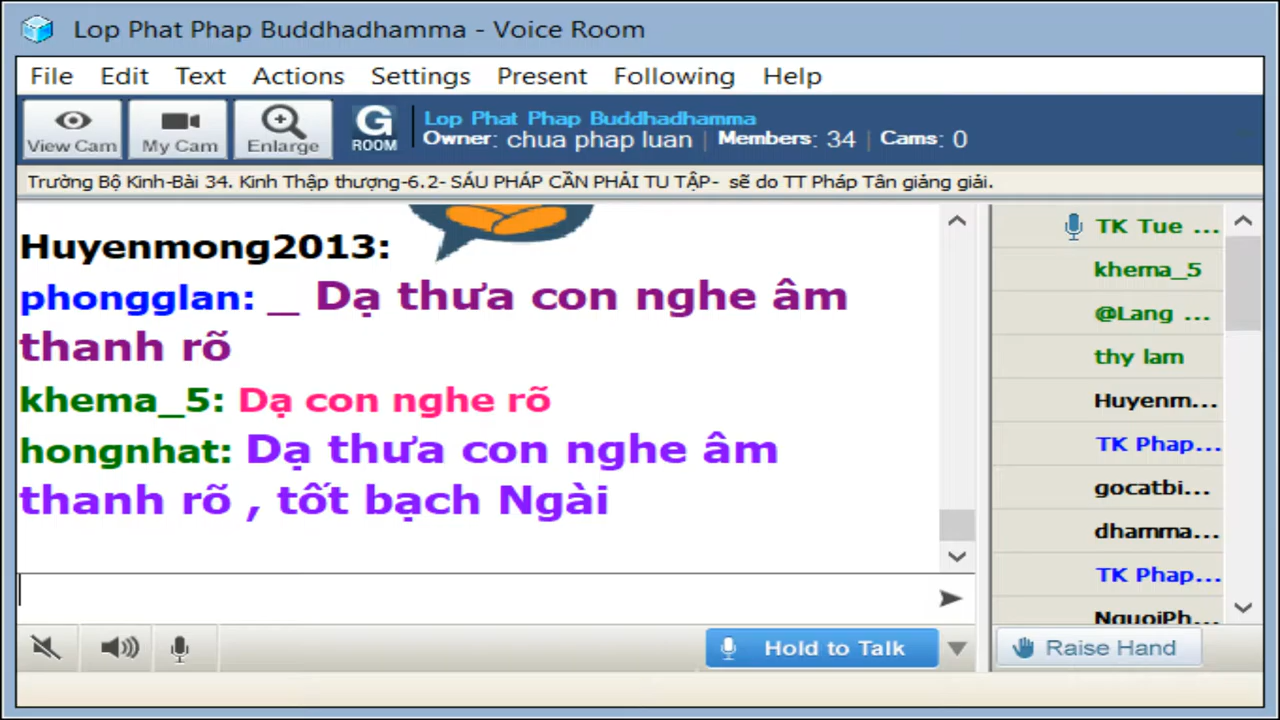 Lop Phat Phap Buddhadhamma - Voice Room
File Edit Text Actions Settings Present Following Help
View Cam My Cam Enlarge G ROOM
Lop Phat Phap Buddhadhamma
Owner: chua phap luan | Members: 34 | Cams: 0
Trường Bộ Kinh-Bài 34. Kinh Thập thượng-6.2- SÁU PHÁP CẦN PHẢI TU TẬP- sẽ do TT Pháp Tân giảng giải.
Huyenmong2013:
phongglan: _ Dạ thưa con nghe âm
thanh rõ
khema_5: Dạ con nghe rõ
hongnhat: Dạ thưa con nghe âm
thanh rõ , tốt bạch Ngài
TK Tue ...
khema_5
@Lang ...
thy lam
Huyenm...
TK Phap...
gocatbi...
dhamma...
TK Phap...
NguoiPh...
Hold to Talk
Raise Hand